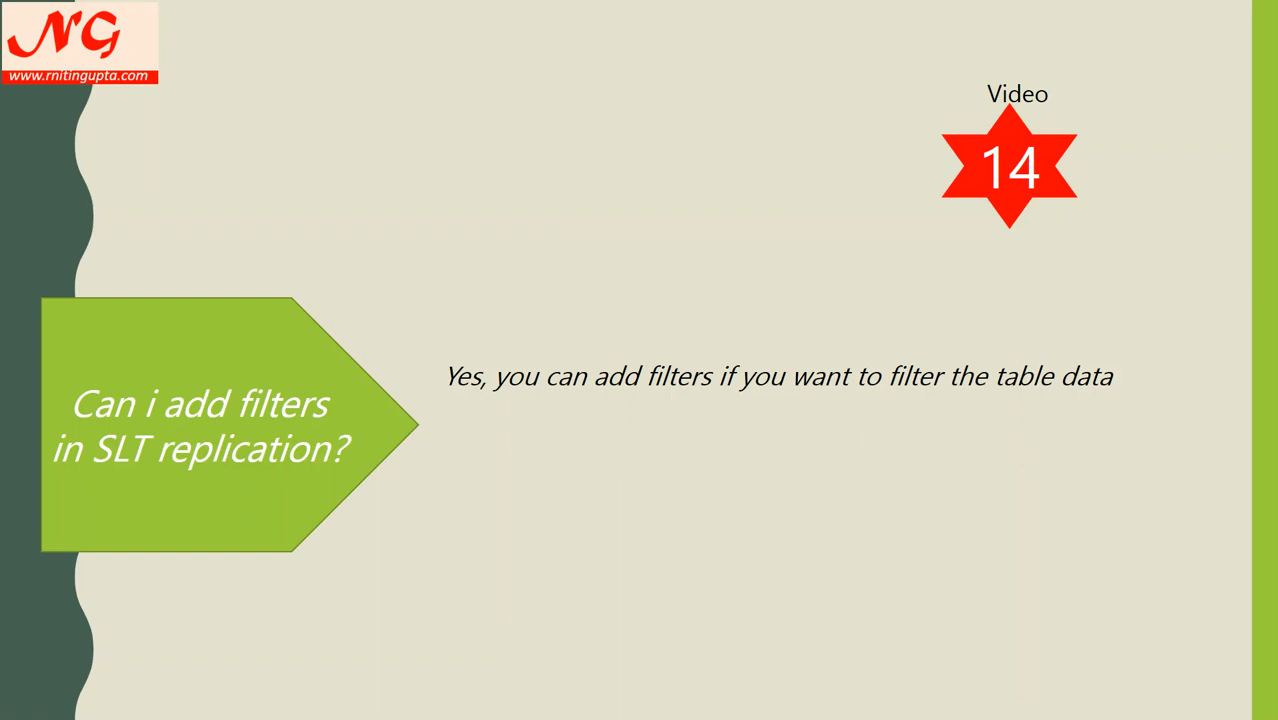 NG
www.rnitingupta.com
Video
14
Can i add filters
in SLT replication?
Yes, you can add filters if you want to filter the table data